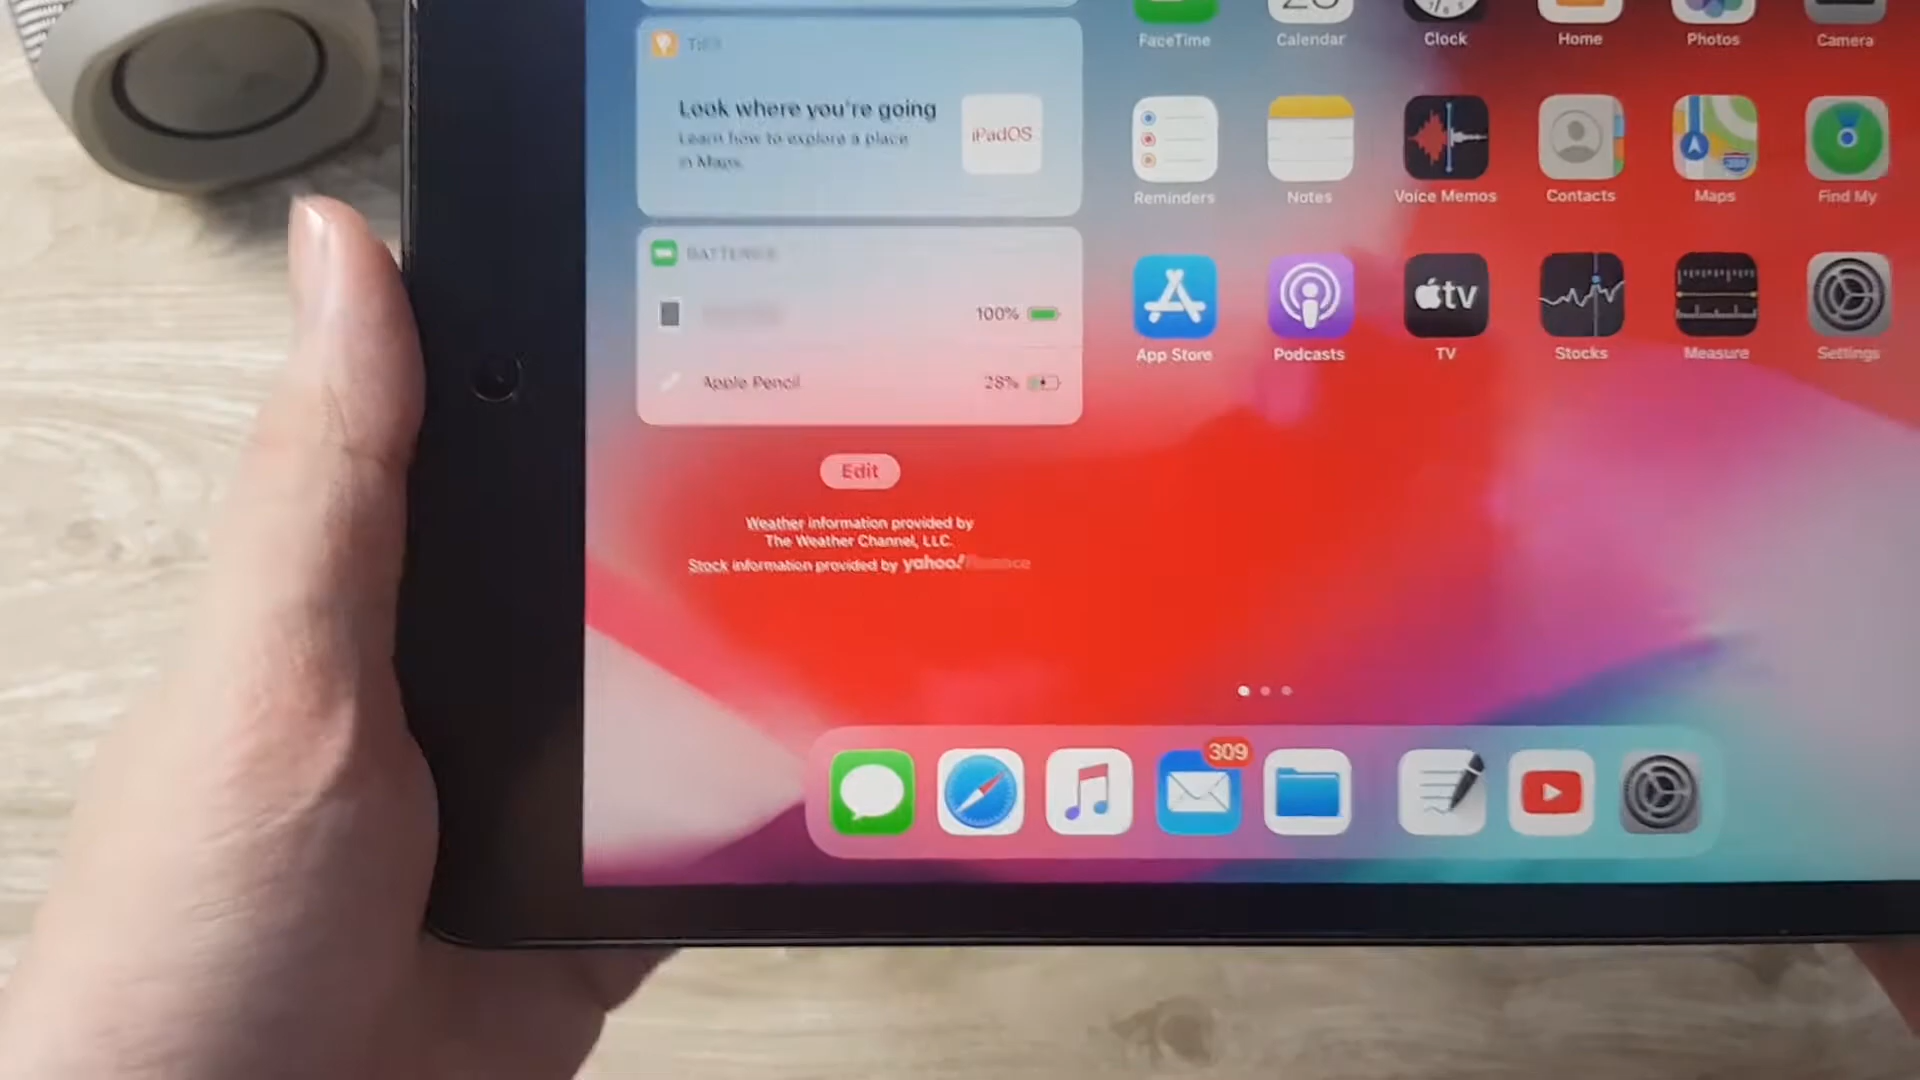 TIPS
Look where you're going
Learn how to explore a place
in Maps.
iPadOS
BATTERIES
100%
Apple Pencil
28%
Edit
Weather information provided by
The Weather Channel, LLC.
Stock information provided by yahoo! finance
FaceTime
Calendar
Clock
Home
Photos
Camera
Reminders
Notes
Voice Memos
Contacts
Maps
Find My
280
App Store
Podcasts
tv
TV
Stocks
Measure
Settings
309